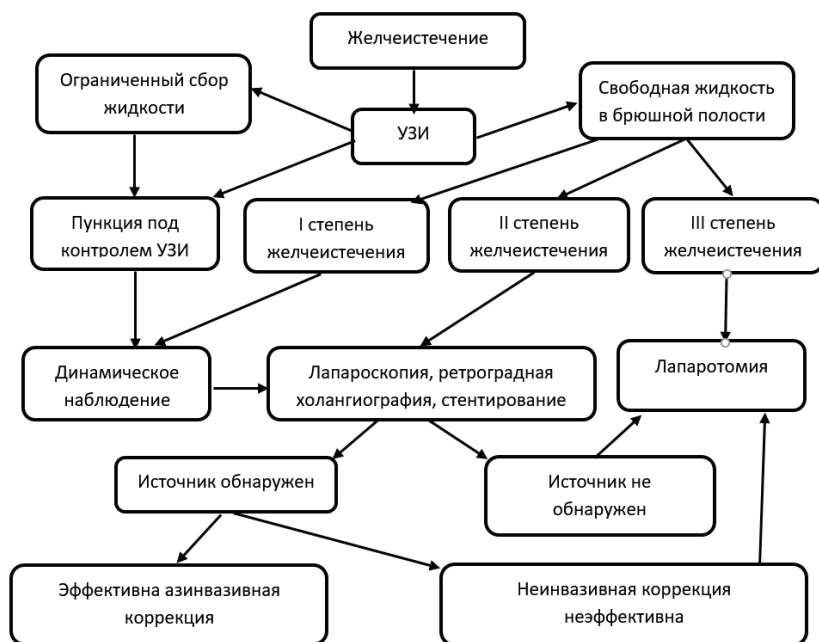 Желчеистечение
Ограниченный сбор
жидкости
УЗИ
Свободная жидкость
в брюшной полости
Пункция под
контролем УЗИ
I степень
желчеистечения
II степень
желчеистечения
III степень
желчеистечения
Динамическое
наблюдение
Лапароскопия, ретроградная
холангиография, стентирование
Лапаротомия
Источник обнаружен
Источник не
обнаружен
Эффективна азинвазивная
коррекция
Неинвазивная коррекция
неэффективна